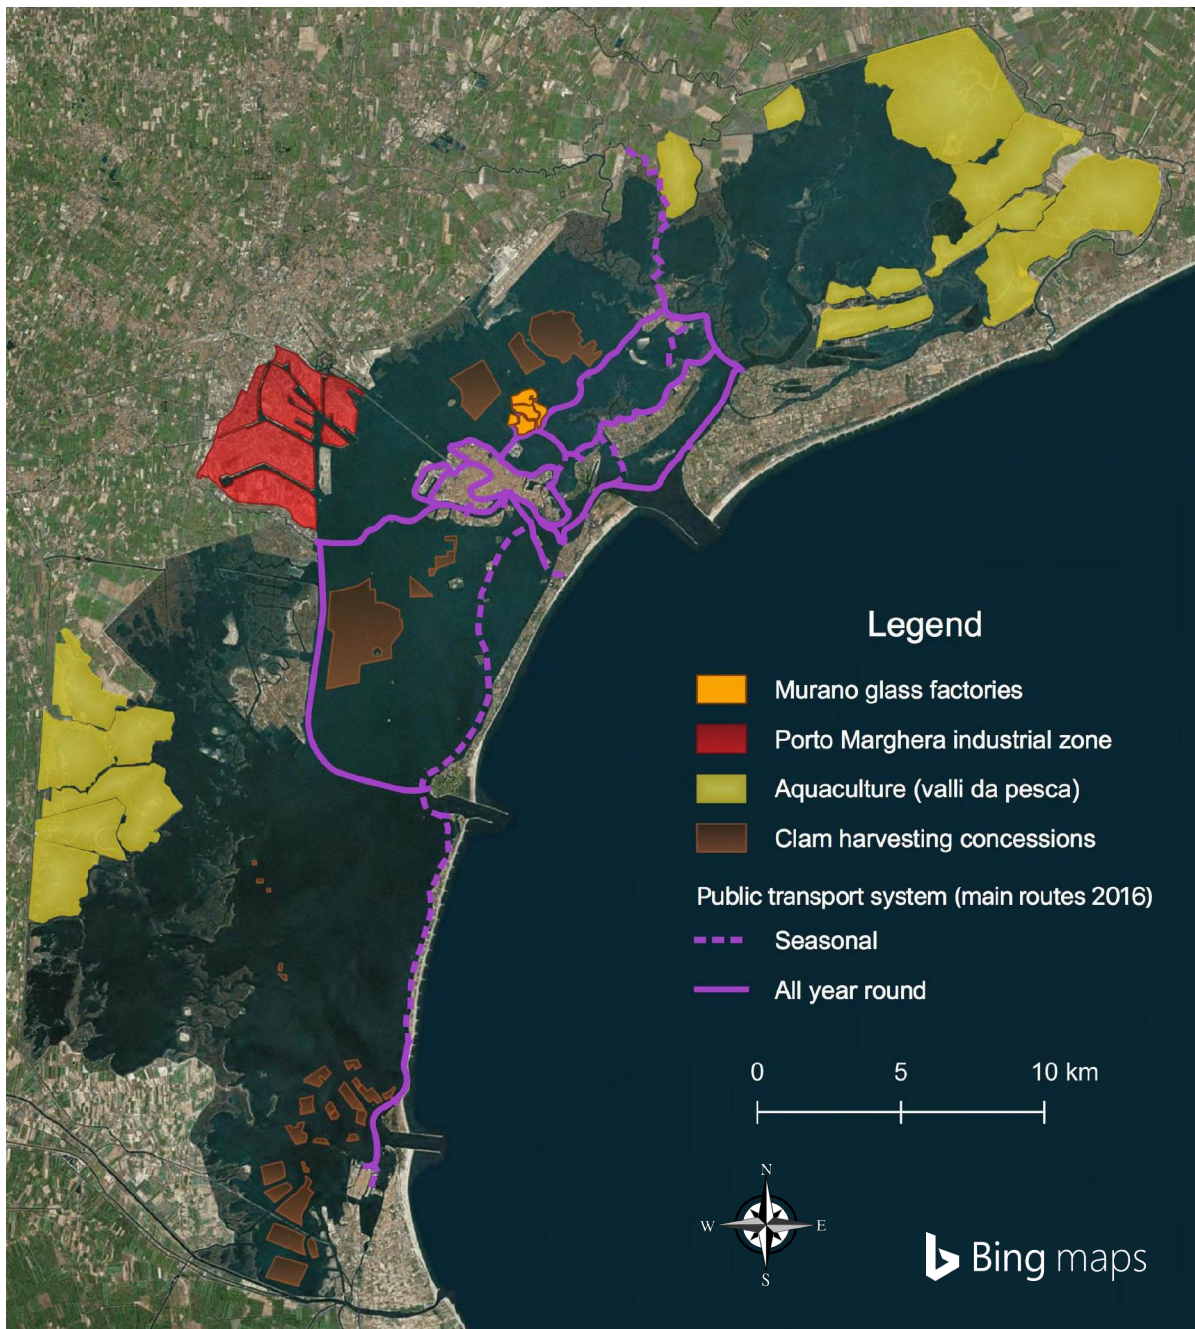 Legend
Murano glass factories
Porto Marghera industrial zone
Aquaculture (valli da pesca)
Clam harvesting concessions
Public transport system (main routes 2016)
Seasonal
All year round
0 5 10 km
N
W E
S
Bing maps